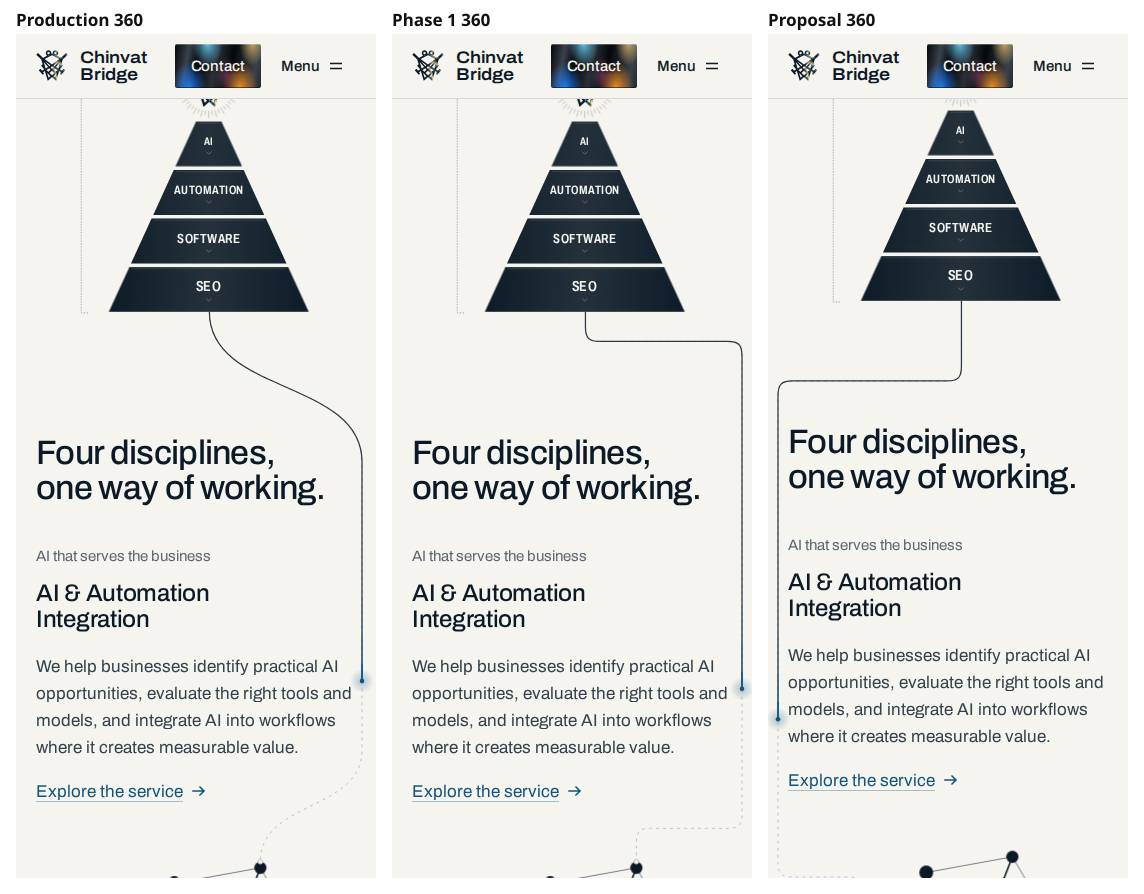 Production 360
Chinvat
Bridge
Contact
Menu
AI
AUTOMATION
SOFTWARE
SEO
Four disciplines,
one way of working.
AI that serves the business
AI & Automation
Integration
We help businesses identify practical AI
opportunities, evaluate the right tools and
models, and integrate AI into workflows
where it creates measurable value.
Explore the service →
Phase 1 360
Chinvat
Bridge
Contact
Menu
AI
AUTOMATION
SOFTWARE
SEO
Four disciplines,
one way of working.
AI that serves the business
AI & Automation
Integration
We help businesses identify practical AI
opportunities, evaluate the right tools and
models, and integrate AI into workflows
where it creates measurable value.
Explore the service →
Proposal 360
Chinvat
Bridge
Contact
Menu
AI
AUTOMATION
SOFTWARE
SEO
Four disciplines,
one way of working.
AI that serves the business
AI & Automation
Integration
We help businesses identify practical AI
opportunities, evaluate the right tools and
models, and integrate AI into workflows
where it creates measurable value.
Explore the service →